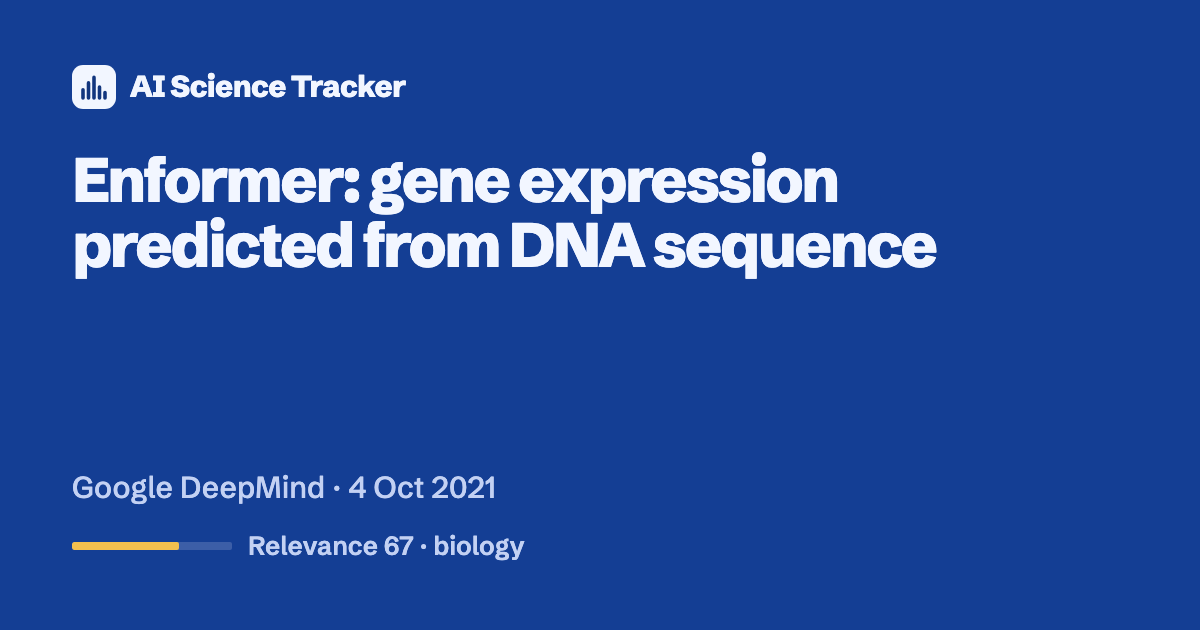 AI Science Tracker
Enformer: gene expression
predicted from DNA sequence
Google DeepMind · 4 Oct 2021
Relevance 67 · biology